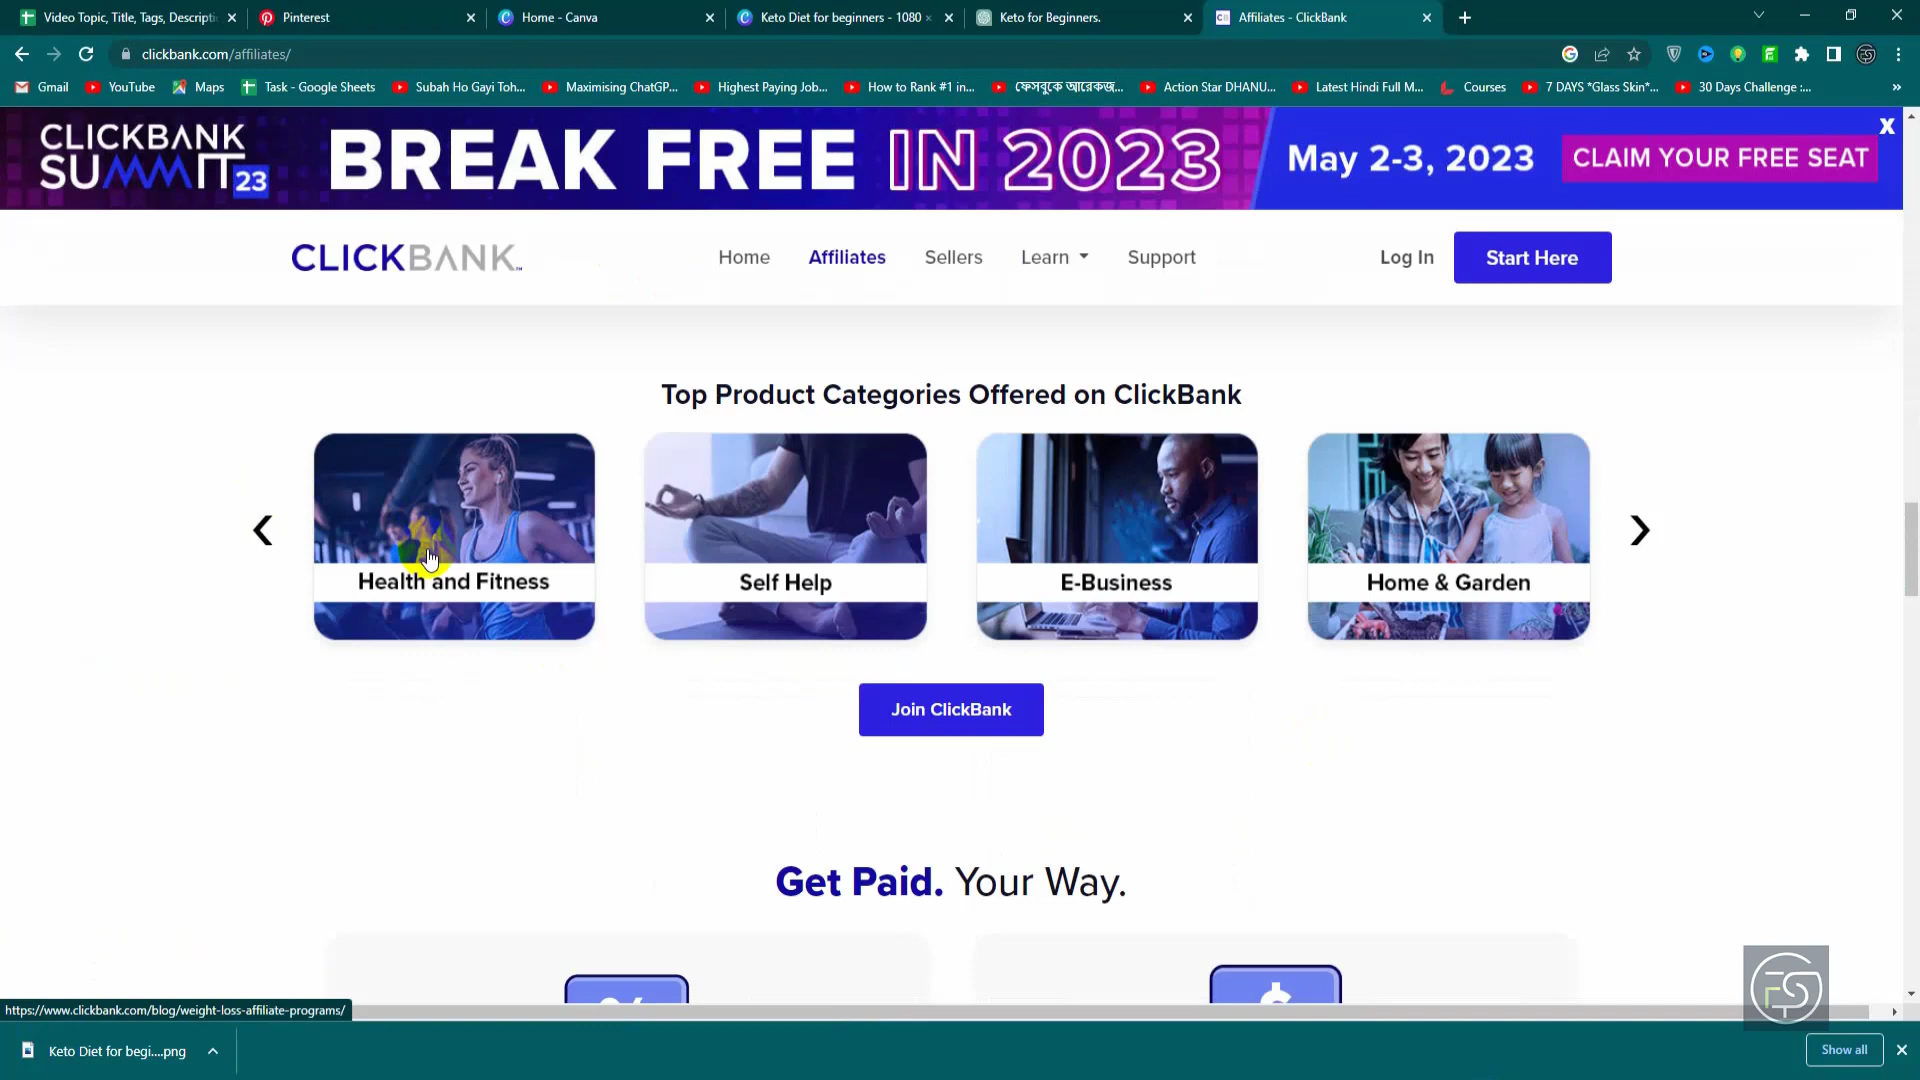 Video Topic, Title, Tags, Descripti
Pinterest
Home - Canva
Keto Diet for beginners - 1080
Keto for Beginners.
Affiliates - ClickBank
clickbank.com/affiliates/
Gmail
YouTube
Maps
Task - Google Sheets
Subah Ho Gayi Toh...
Maximising ChatGP...
Highest Paying Job...
How to Rank #1 in...
ফেসবুকে আরেকজ...
Action Star DHANU...
Latest Hindi Full M...
Courses
7 DAYS *Glass Skin*...
30 Days Challenge :...
CLICKBANK
SUMMIT 23
BREAK FREE IN 2023
May 2-3, 2023
CLAIM YOUR FREE SEAT
X
CLICKBANK
Home
Affiliates
Sellers
Learn
Support
Log In
Start Here
Top Product Categories Offered on ClickBank
Health and Fitness
Self Help
E-Business
Home & Garden
Join ClickBank
Get Paid. Your Way.
$
https://www.clickbank.com/blog/weight-loss-affiliate-programs/
Keto Diet for begi....png
Show all